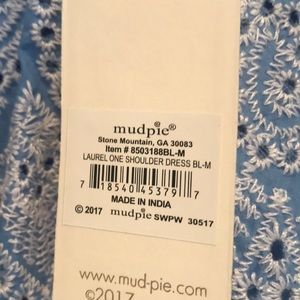 mudpie®
Stone Mountain, GA 30083
Item # 8503188BL-M
LAUREL ONE SHOULDER DRESS BL-M
7 18540 45379 7
MADE IN INDIA
© 2017 mudpie SWPW 30517
www.mud-pie.com
©2017